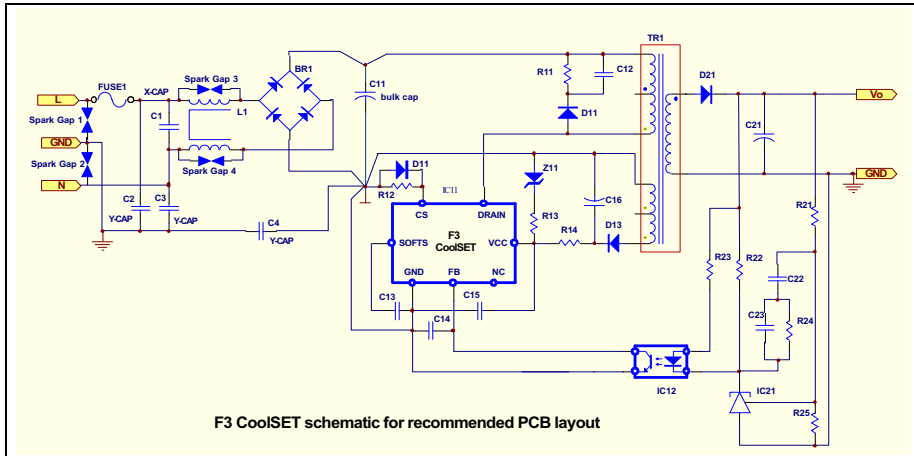 TR1
Spark Gap 3
BR1
R11
C12
D21
FUSE1
X-CAP
C11
bulk cap
L
L1
Vo
Spark Gap 1
C1
D11
C21
GND
Spark Gap 2
Spark Gap 4
D11
Z11
N
R12
IC11
C16
GND
C2
C3
CS
DRAIN
R13
R21
Y-CAP
Y-CAP
C4
F3
CoolSET
D13
R14
Y-CAP
SOFTS
VCC
R23
R22
GND
FB
NC
C22
C13
C15
C14
C23
R24
IC12
IC21
R25
F3 CoolSET schematic for recommended PCB layout